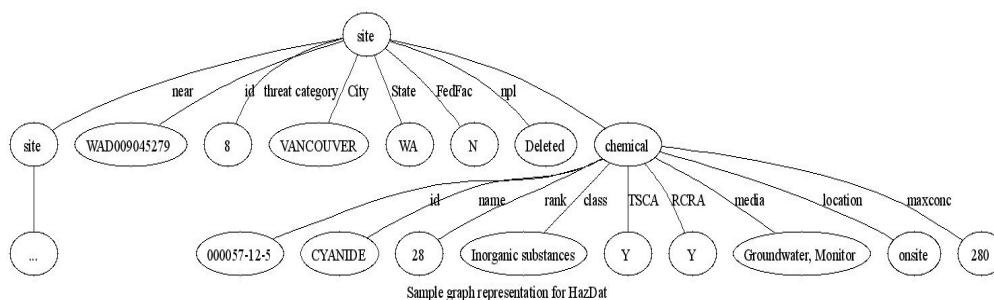 site
near
id
threat category
City
State
FedFac
npl
site
WAD009045279
8
VANCOUVER
WA
N
Deleted
chemical
id
name
rank
class
TSCA
RCRA
media
location
maxconc
...
000057-12-5
CYANIDE
28
Inorganic substances
Y
Y
Groundwater, Monitor
onsite
280
Sample graph representation for HazDat